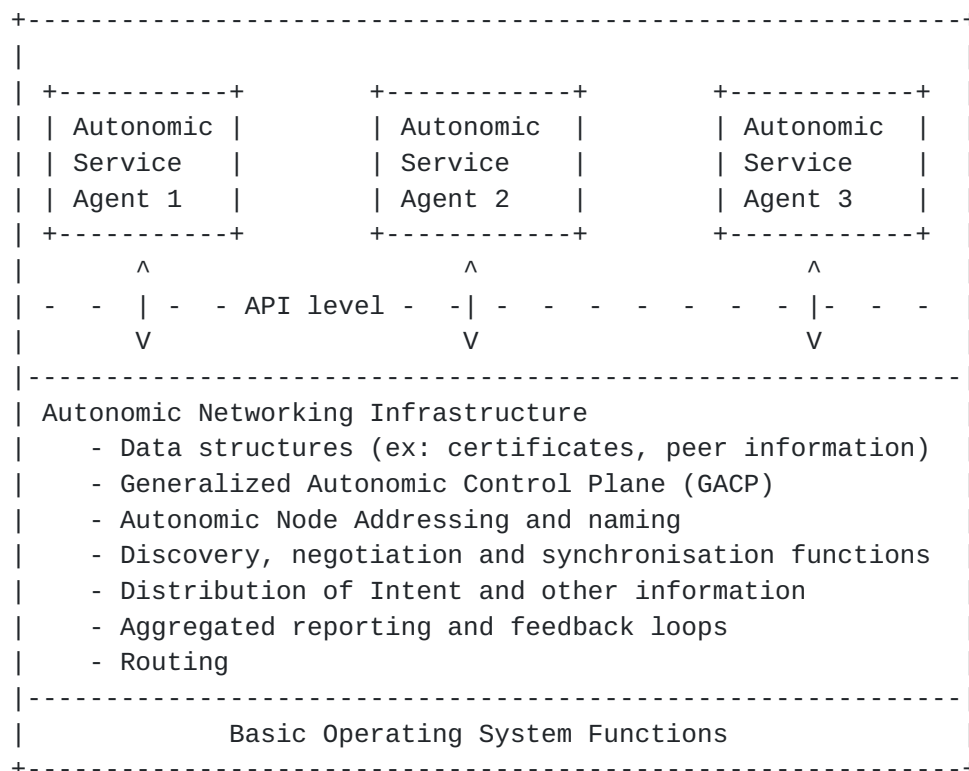 Autonomic Autonomic Autonomic
Service Service Service
Agent 1 Agent 2 Agent 3
^ ^ ^
API level
V V V
Autonomic Networking Infrastructure
- Data structures (ex: certificates, peer information)
- Generalized Autonomic Control Plane (GACP)
- Autonomic Node Addressing and naming
- Discovery, negotiation and synchronisation functions
- Distribution of Intent and other information
- Aggregated reporting and feedback loops
- Routing
Basic Operating System Functions